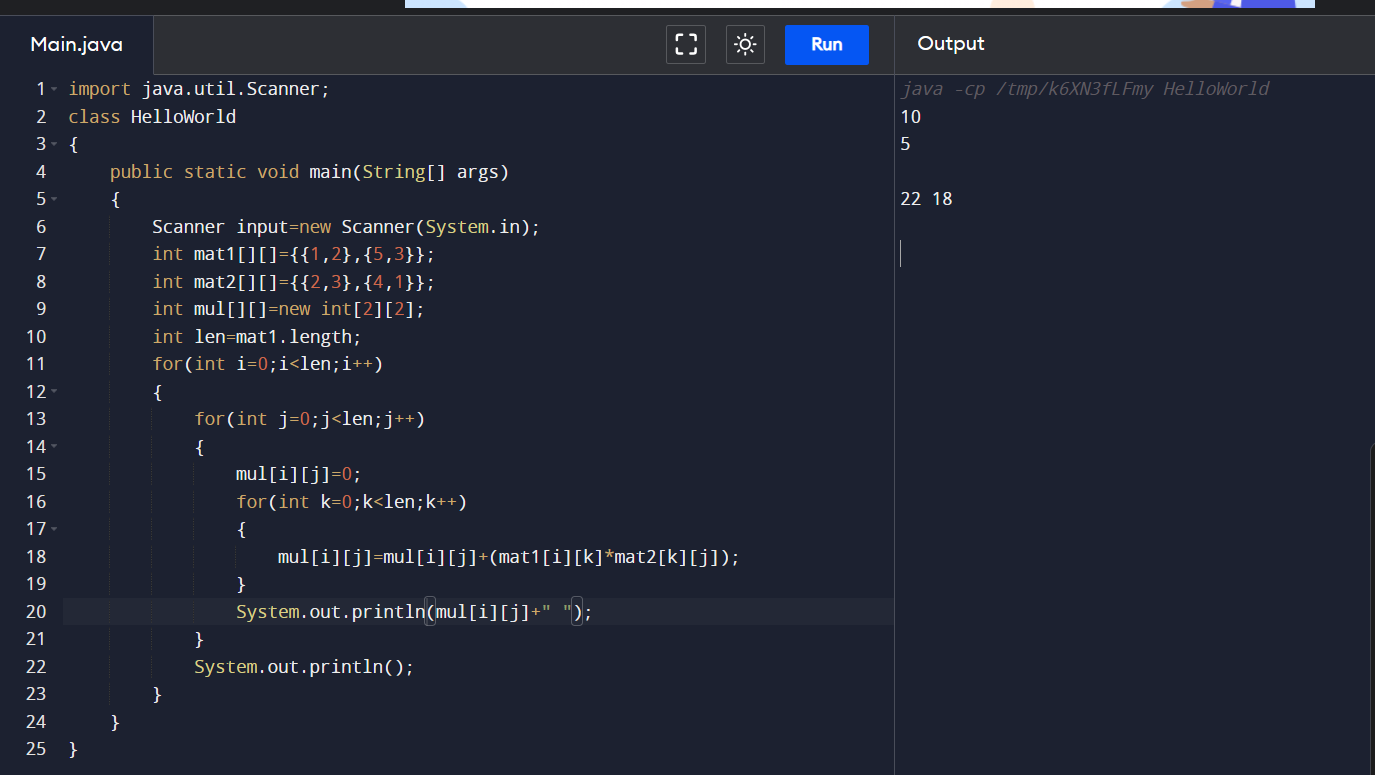 Main.java
Run
Output
1 import java.util.Scanner;
2 class HelloWorld
3 {
4     public static void main(String[] args)
5     {
6         Scanner input=new Scanner(System.in);
7         int mat1[][]={{1,2},{5,3}};
8         int mat2[][]={{2,3},{4,1}};
9         int mul[][]=new int[2][2];
10         int len=mat1.length;
11         for(int i=0;i<len;i++)
12         {
13             for(int j=0;j<len;j++)
14             {
15                 mul[i][j]=0;
16                 for(int k=0;k<len;k++)
17                 {
18                     mul[i][j]=mul[i][j]+(mat1[i][k]*mat2[k][j]);
19                 }
20                 System.out.println(mul[i][j]+" ");
21             }
22             System.out.println();
23         }
24     }
25 }
java -cp /tmp/k6XN3fLFmy HelloWorld
10
5
22 18